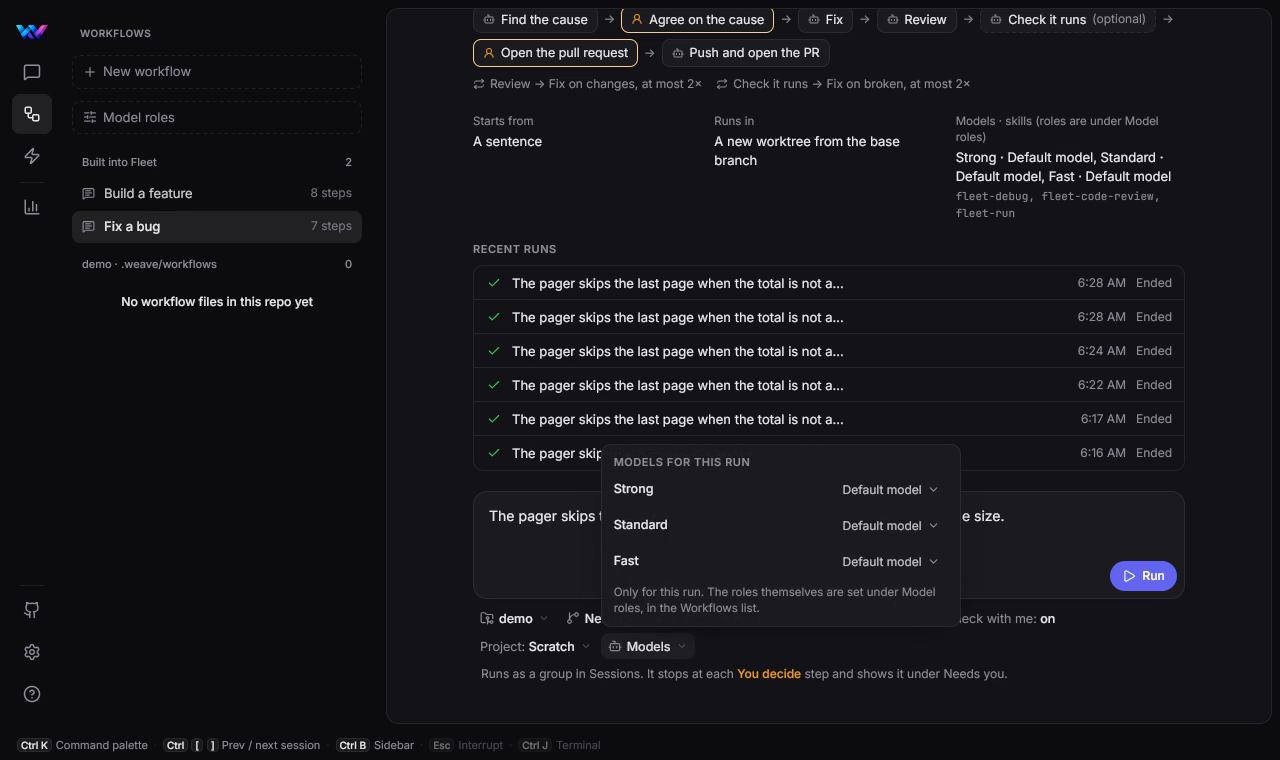 WORKFLOWS
New workflow
Model roles
Built into Fleet 2
Build a feature 8 steps
Fix a bug 7 steps
demo · .weave/workflows 0
No workflow files in this repo yet
Find the cause → Agree on the cause → Fix → Review → Check it runs (optional) →
Open the pull request → Push and open the PR
Review → Fix on changes, at most 2× Check it runs → Fix on broken, at most 2×
Starts from
A sentence
Runs in
A new worktree from the base
branch
Models · skills (roles are under Model
roles)
Strong · Default model, Standard ·
Default model, Fast · Default model
fleet-debug, fleet-code-review,
fleet-run
RECENT RUNS
The pager skips the last page when the total is not a... 6:28 AM Ended
The pager skips the last page when the total is not a... 6:28 AM Ended
The pager skips the last page when the total is not a... 6:24 AM Ended
The pager skips the last page when the total is not a... 6:22 AM Ended
The pager skips the last page when the total is not a... 6:17 AM Ended
The pager skip 6:16 AM Ended
MODELS FOR THIS RUN
Strong Default model
Standard Default model
Fast Default model
Only for this run. The roles themselves are set under Model
roles, in the Workflows list.
The pager skips t e size.
Run
demo Ne eck with me: on
Project: Scratch Models
Runs as a group in Sessions. It stops at each You decide step and shows it under Needs you.
Ctrl K Command palette · Ctrl [ ] Prev / next session · Ctrl B Sidebar · Esc Interrupt · Ctrl J Terminal